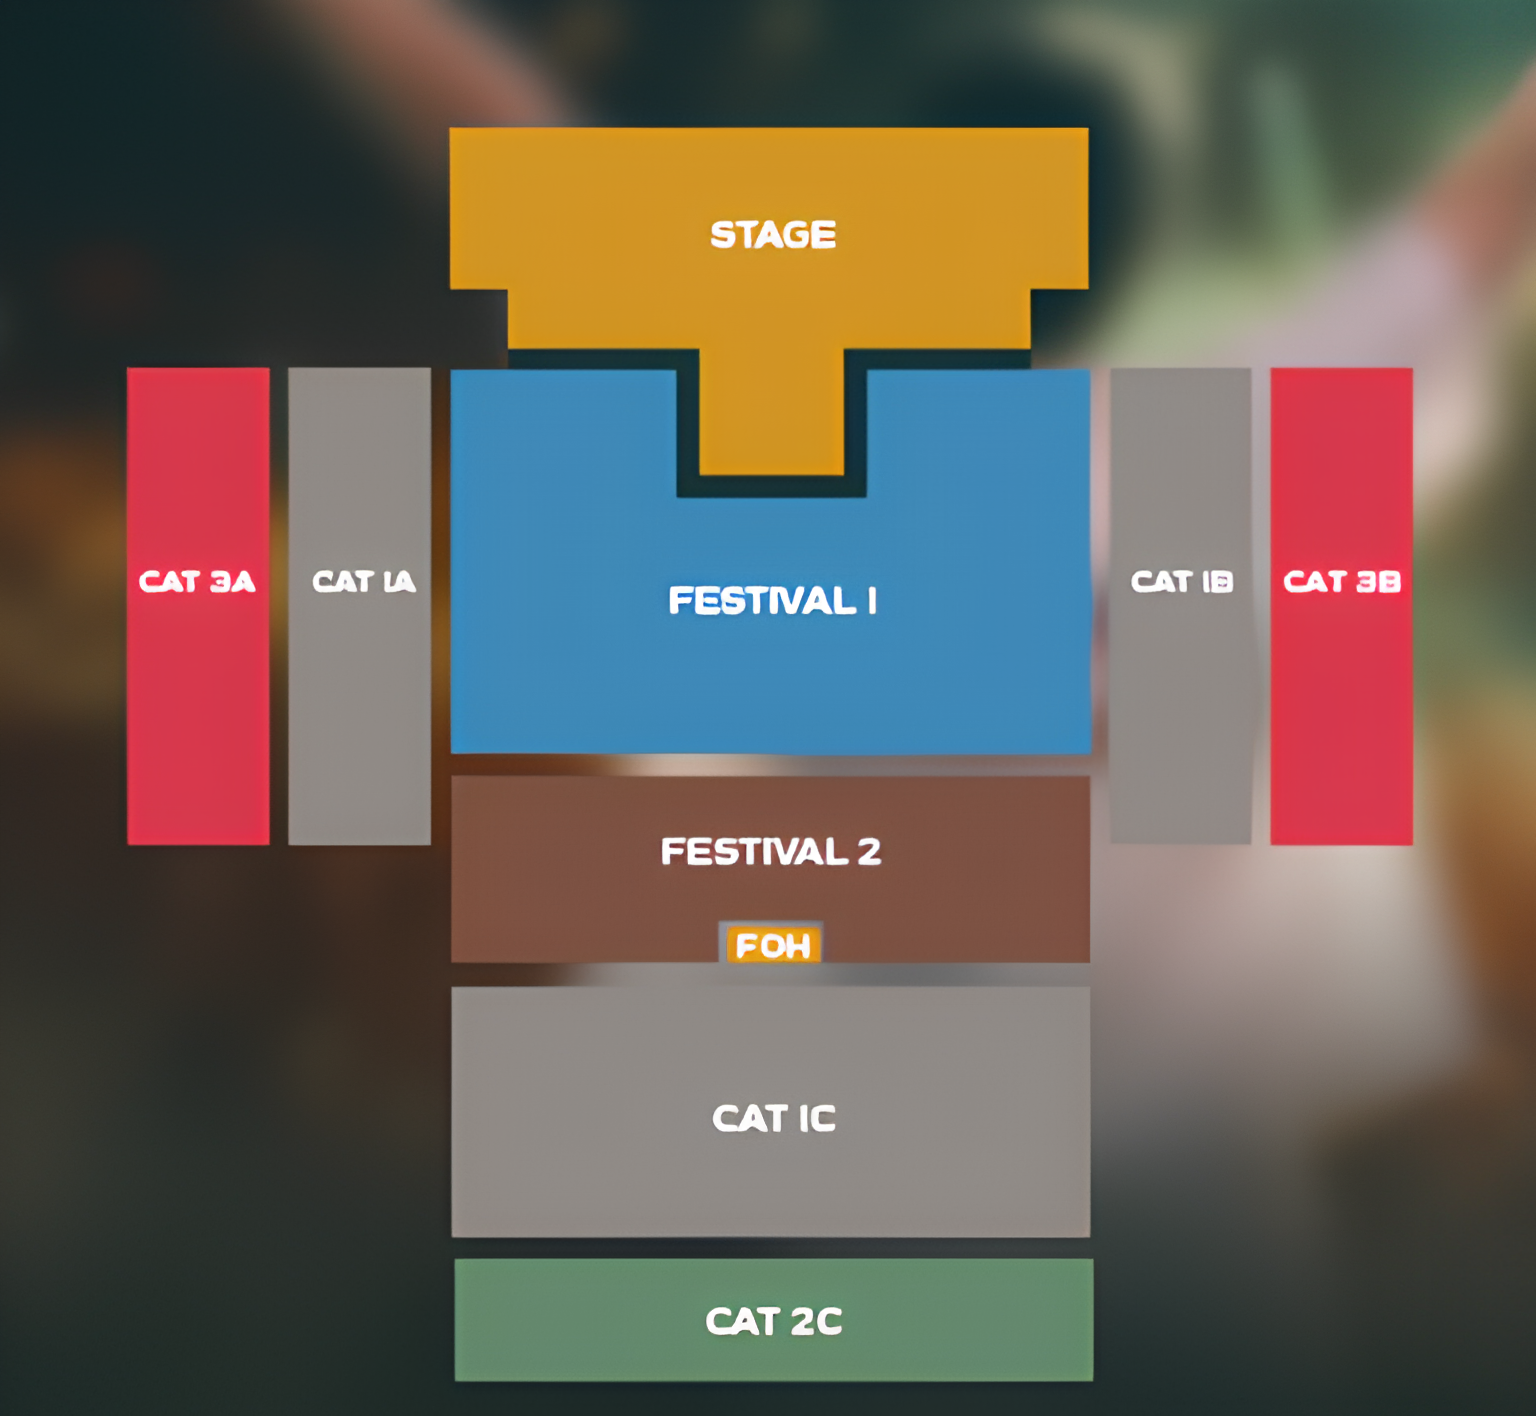 STAGE
CAT 3A
CAT 1A
FESTIVAL 1
CAT 1B
CAT 3B
FESTIVAL 2
FOH
CAT 1C
CAT 2C